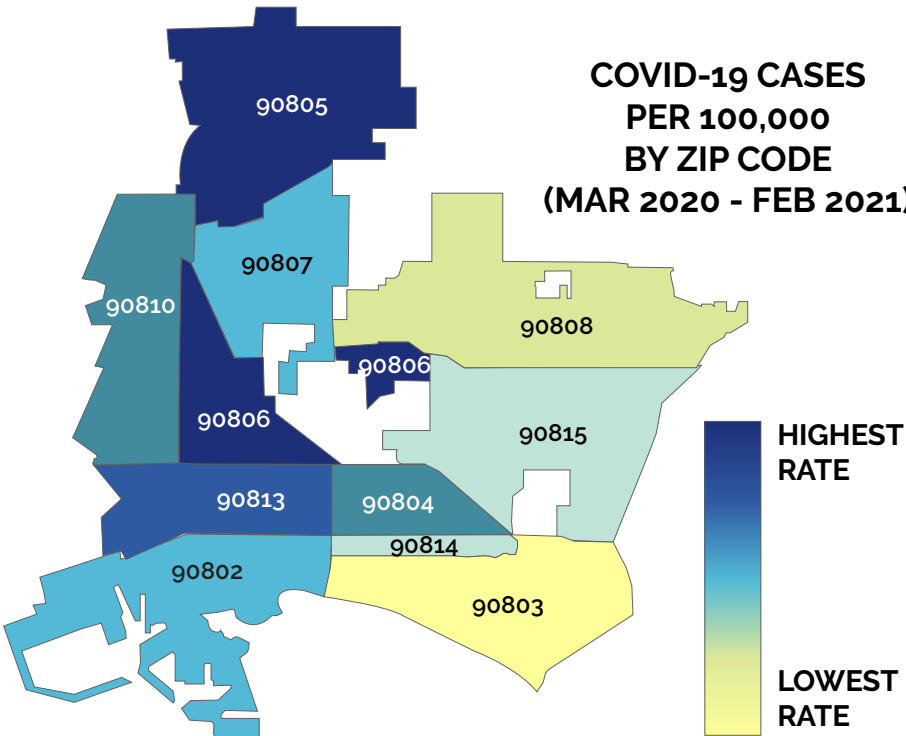 COVID-19 CASES
PER 100,000
BY ZIP CODE
(MAR 2020 - FEB 2021)
90805
90807
90810
90808
90806
90806
90815
90813
90804
90814
90802
90803
HIGHEST
RATE
LOWEST
RATE